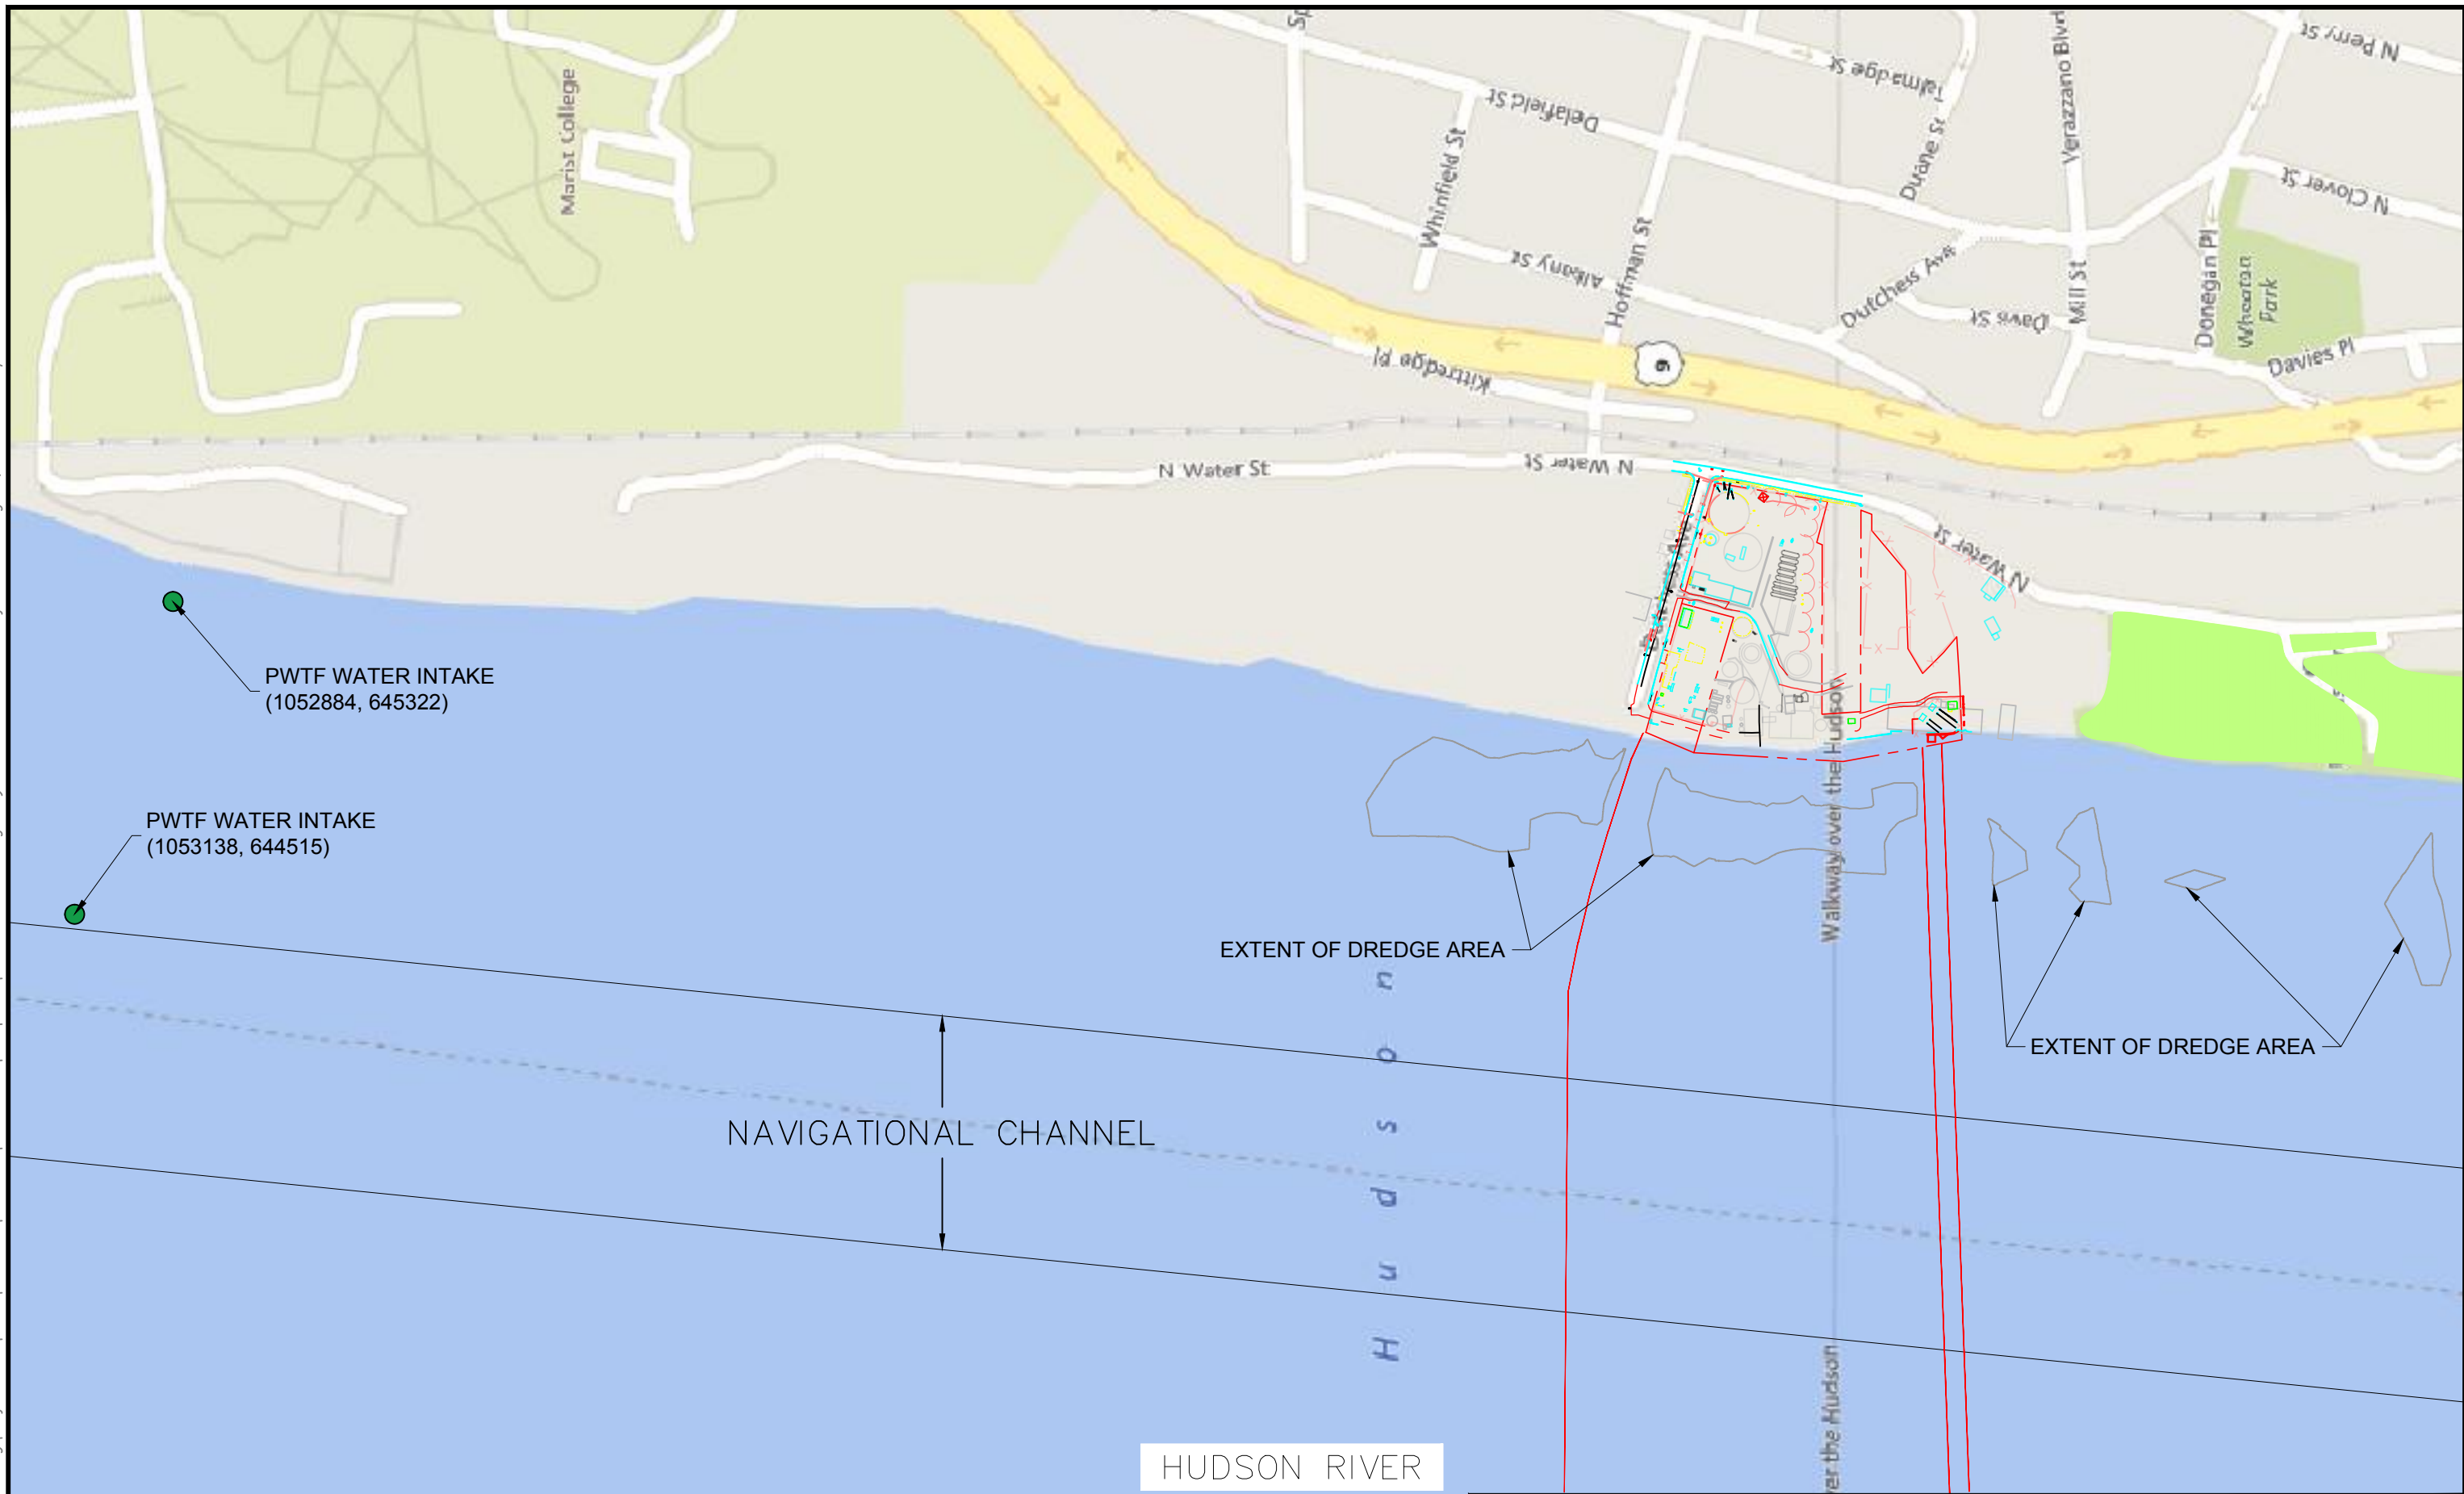 N Perry St
Talmadge St
Verazzano Blvd
Marist College
Delafield St
Whinfield St
Duane St
N Clover St
Albany St
Hoffman St
Dutchess Ave
Davis St
Mill St
Donegan Pl
Wheaton
Park
Kittredge Pl
9
Davies Pl
N Water St
N Water St
N Water St
PWTF WATER INTAKE
(1052884, 645322)
PWTF WATER INTAKE
(1053138, 644515)
Walkway over the Hudson
EXTENT OF DREDGE AREA
EXTENT OF DREDGE AREA
NAVIGATIONAL CHANNEL
Hudson
er the Hudson
HUDSON RIVER